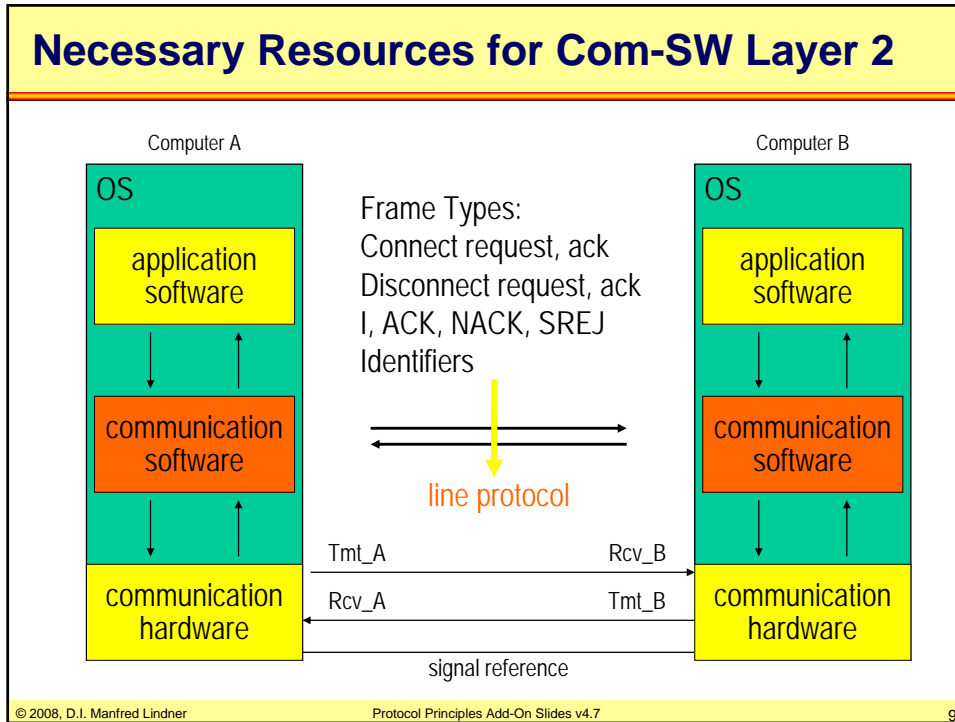 Necessary Resources for Com-SW Layer 2
Computer A
Computer B
OS
application
software
communication
software
communication
hardware
Frame Types:
Connect request, ack
Disconnect request, ack
I, ACK, NACK, SREJ
Identifiers
line protocol
Tmt_A
Rcv_B
Rcv_A
Tmt_B
signal reference
OS
application
software
communication
software
communication
hardware
© 2008, D.I. Manfred Lindner
Protocol Principles Add-On Slides v4.7
9